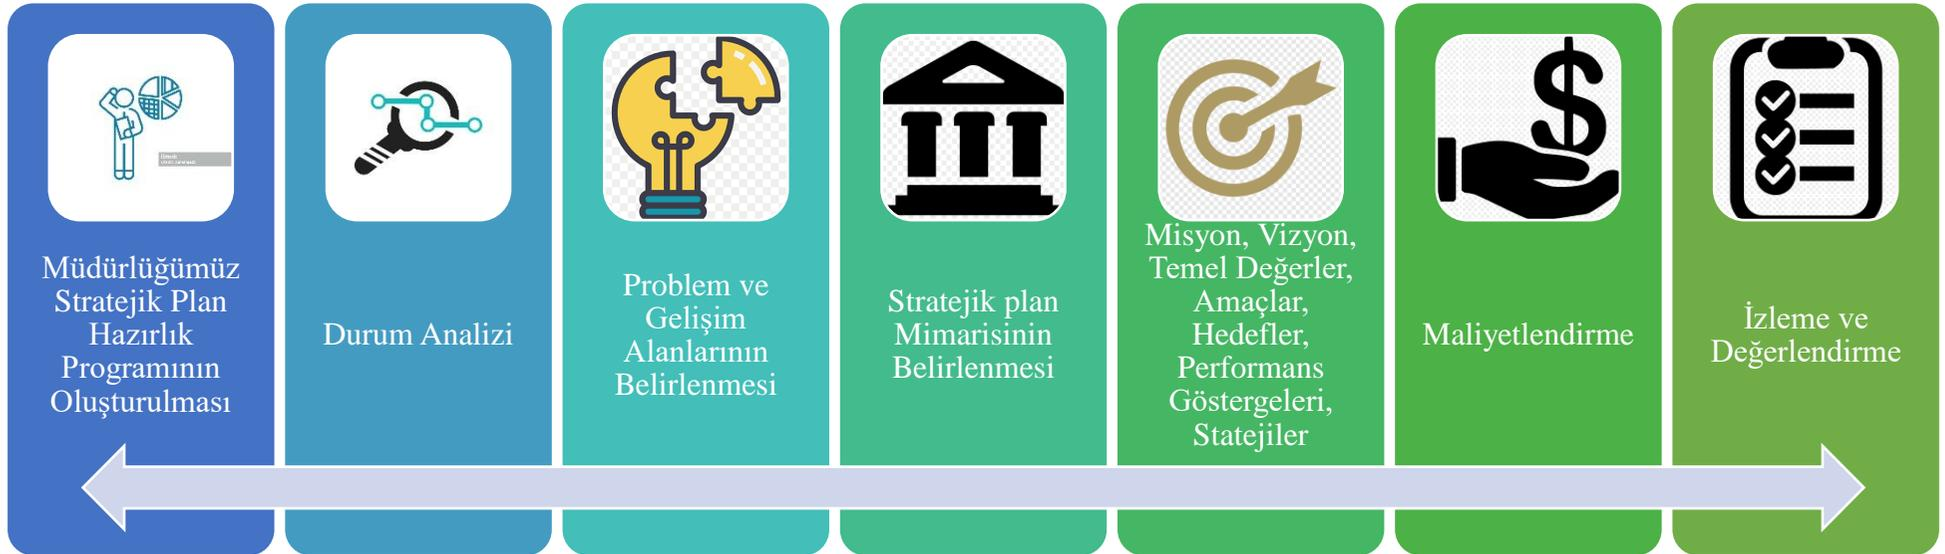 Müdürlüğümüz
Stratejik Plan
Hazırlık
Programının
Oluşturulması
Durum Analizi
Problem ve
Gelişim
Alanlarının
Belirlenmesi
Stratejik plan
Mimarisinin
Belirlenmesi
Misyon, Vizyon,
Temel Değerler,
Amaçlar,
Hedefler,
Performans
Göstergeleri,
Statejiler
Maliyetlendirme
İzleme ve
Değerlendirme